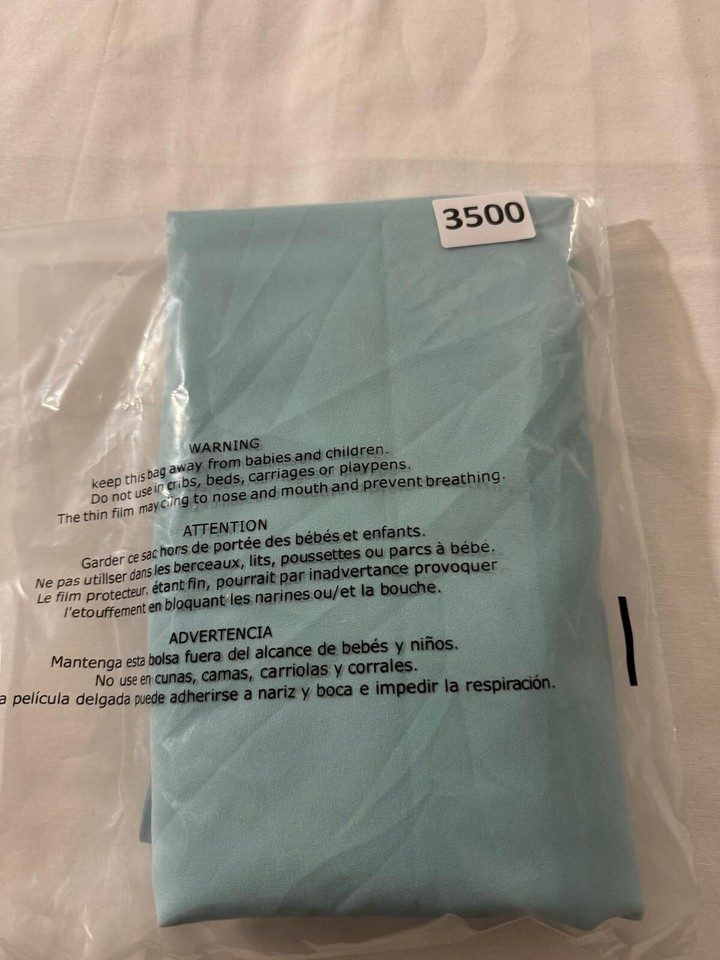 3500
WARNING
keep this bag away from babies and children.
Do not use in cribs, beds, carriages or playpens.
The thin film may cling to nose and mouth and prevent breathing.
ATTENTION
Garder ce sac hors de portée des bébés et enfants.
Ne pas utiliser dans les berceaux, lits, poussettes ou parcs à bébé.
Le film protecteur. étant fin, pourrait par inadvertance provoquer
l'etouffement en bloquant les narines ou/et la bouche.
ADVERTENCIA
Mantenga esta bolsa fuera del alcance de bebés y niños.
No use en cunas, camas, carriolas y corrales.
a película delgada puede adherirse a nariz y boca e impedir la respiración.